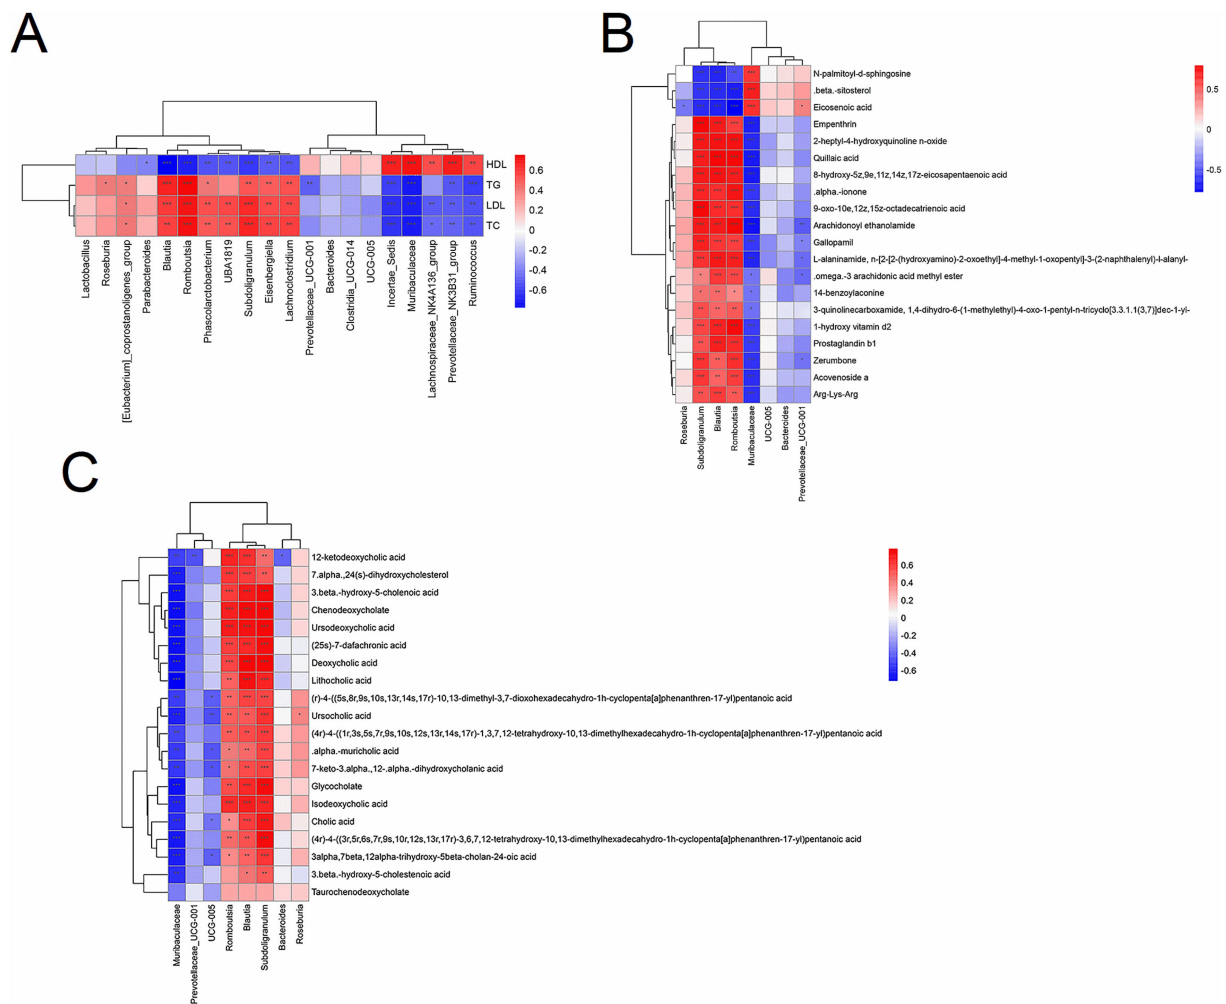 A
HDL
TG
LDL
TC
0.6
0.4
0.2
0
-0.2
-0.4
-0.6
Lactobacillus
Roseburia
[Eubacterium]_coprostanoligenes_group
Parabacteroides
Blautia
Romboutsia
Phascolarctobacterium
UBA1819
Subdoligranulum
Eisenbergiella
Lachnoclostridium
Prevotellaceae_UCG-001
Bacteroides
Clostridia_UCG-014
UCG-005
Incertae_Sedis
Muribaculaceae
Lachnospiraceae_NK4A136_group
Prevotellaceae_NK3B31_group
Ruminococcus
B
N-palmitoyl-d-sphingosine
.beta.-sitosterol
Eicosenoic acid
Empenthrin
2-heptyl-4-hydroxyquinoline n-oxide
Quillaic acid
8-hydroxy-5z,9e,11z,14z,17z-eicosapentaenoic acid
.alpha.-ionone
9-oxo-10e,12z,15z-octadecatrienoic acid
Arachidonoyl ethanolamide
Gallopamil
L-alaninamide, n-[2-[2-(hydroxyamino)-2-oxoethyl]-4-methyl-1-oxopentyl]-3-(2-naphthalenyl)-l-alanyl-
.omega.-3 arachidonic acid methyl ester
14-benzoylaconine
3-quinolinecarboxamide, 1,4-dihydro-6-(1-methylethyl)-4-oxo-1-pentyl-n-tricyclo[3.3.1.1(3,7)]dec-1-yl-
1-hydroxy vitamin d2
Prostaglandin b1
Zerumbone
Acovenoside a
Arg-Lys-Arg
0.5
0
-0.5
Roseburia
Subdoligranulum
Blautia
Romboutsia
Muribaculaceae
UCG-005
Bacteroides
Prevotellaceae_UCG-001
C
12-ketodeoxycholic acid
7.alpha.,24(s)-dihydroxycholesterol
3.beta.-hydroxy-5-cholenoic acid
Chenodeoxycholate
Ursodeoxycholic acid
(25s)-7-dafachronic acid
Deoxycholic acid
Lithocholic acid
(r)-4-((5s,8r,9s,10s,13r,14s,17r)-10,13-dimethyl-3,7-dioxohexadecahydro-1h-cyclopenta[a]phenanthren-17-yl)pentanoic acid
Ursocholic acid
(4r)-4-((1r,3s,5s,7r,9s,10s,12s,13r,14s,17r)-1,3,7,12-tetrahydroxy-10,13-dimethylhexadecahydro-1h-cyclopenta[a]phenanthren-17-yl)pentanoic acid
.alpha.-muricholic acid
7-keto-3.alpha.,12-.alpha.-dihydroxycholanic acid
Glycocholate
Isodeoxycholic acid
Cholic acid
(4r)-4-((3r,5r,6s,7r,9s,10r,12s,13r,17r)-3,6,7,12-tetrahydroxy-10,13-dimethylhexadecahydro-1h-cyclopenta[a]phenanthren-17-yl)pentanoic acid
3alpha,7beta,12alpha-trihydroxy-5beta-cholan-24-oic acid
3.beta.-hydroxy-5-cholestenoic acid
Taurochenodeoxycholate
0.6
0.4
0.2
0
-0.2
-0.4
-0.6
Muribaculaceae
Prevotellaceae_UCG-001
UCG-005
Romboutsia
Blautia
Subdoligranulum
Bacteroides
Roseburia